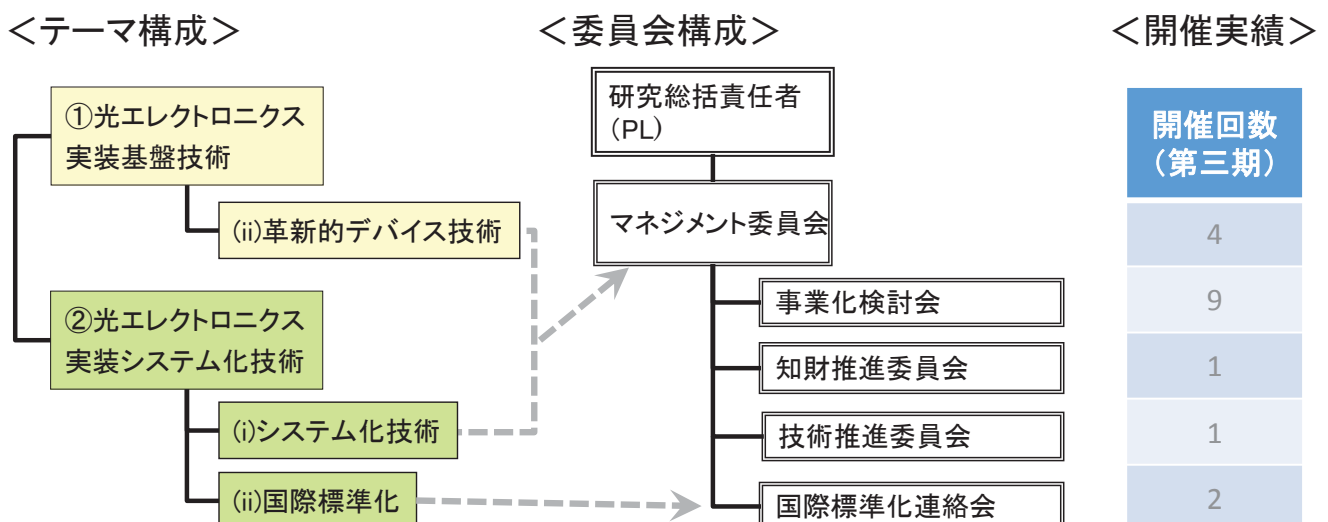 ＜テーマ構成＞
①光エレクトロニクス
実装基盤技術
(ii)革新的デバイス技術
②光エレクトロニクス
実装システム化技術
(i)システム化技術
(ii)国際標準化
＜委員会構成＞
研究総括責任者
(PL)
マネジメント委員会
事業化検討会
知財推進委員会
技術推進委員会
国際標準化連絡会
＜開催実績＞
開催回数
（第三期）
4
9
1
1
2